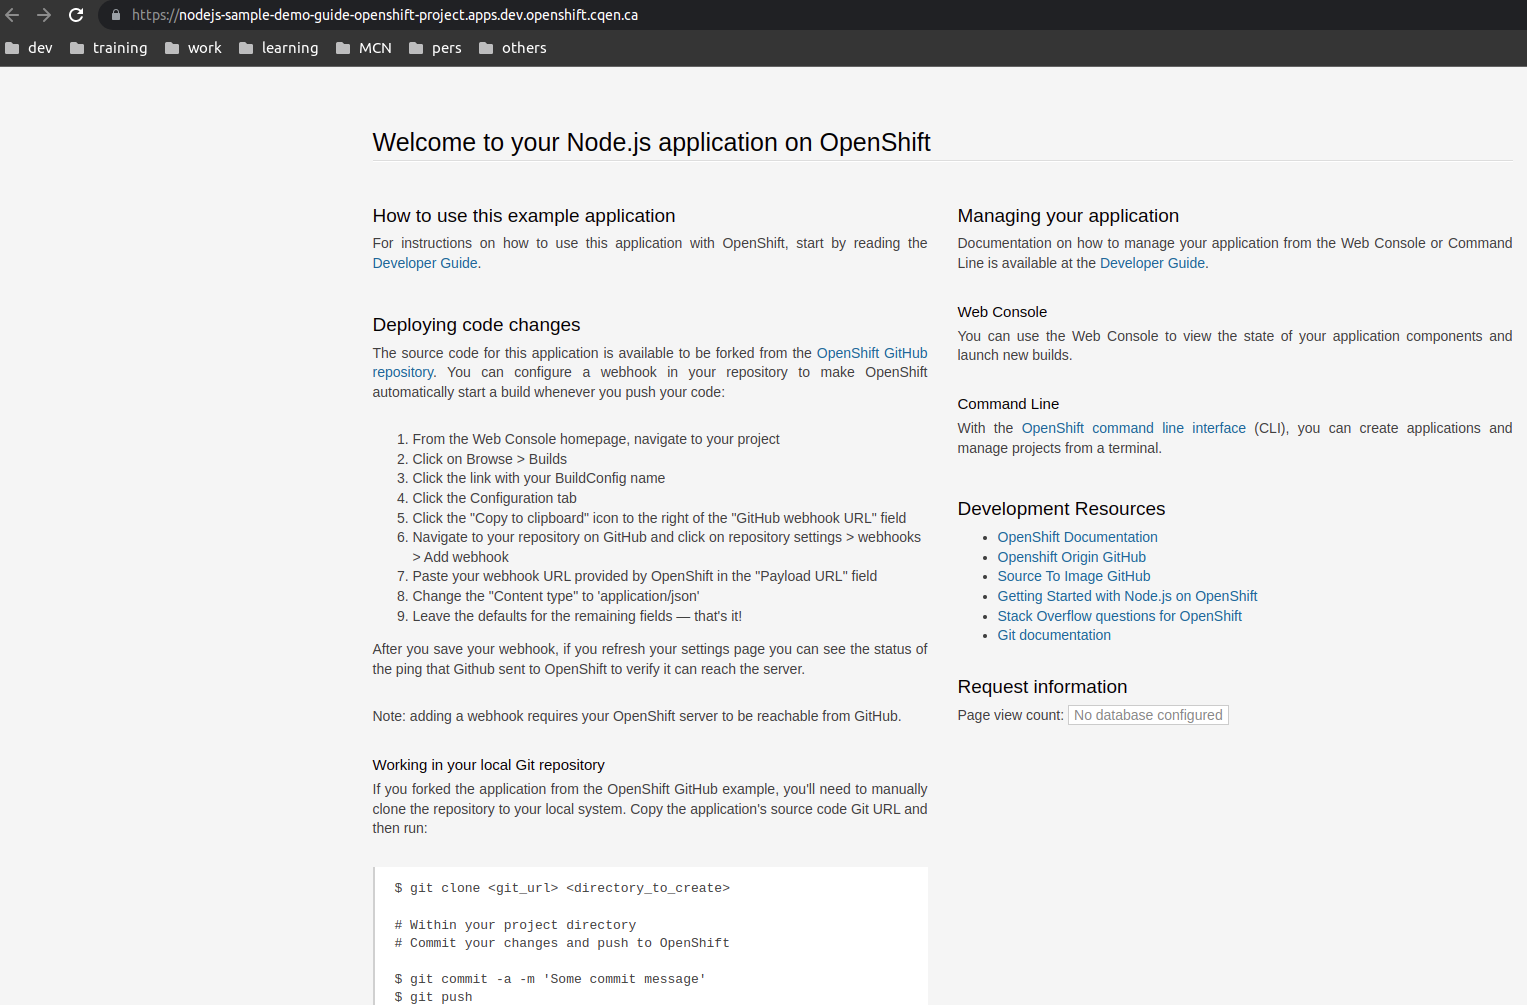 https://nodejs-sample-demo-guide-openshift-project.apps.dev.openshift.cqen.ca
dev training work learning MCN pers others
Welcome to your Node.js application on OpenShift
How to use this example application
For instructions on how to use this application with OpenShift, start by reading the
Developer Guide.
Deploying code changes
The source code for this application is available to be forked from the OpenShift GitHub
repository. You can configure a webhook in your repository to make OpenShift
automatically start a build whenever you push your code:
1. From the Web Console homepage, navigate to your project
2. Click on Browse > Builds
3. Click the link with your BuildConfig name
4. Click the Configuration tab
5. Click the "Copy to clipboard" icon to the right of the "GitHub webhook URL" field
6. Navigate to your repository on GitHub and click on repository settings > webhooks
> Add webhook
7. Paste your webhook URL provided by OpenShift in the "Payload URL" field
8. Change the "Content type" to 'application/json'
9. Leave the defaults for the remaining fields — that's it!
After you save your webhook, if you refresh your settings page you can see the status of
the ping that Github sent to OpenShift to verify it can reach the server.
Note: adding a webhook requires your OpenShift server to be reachable from GitHub.
Working in your local Git repository
If you forked the application from the OpenShift GitHub example, you'll need to manually
clone the repository to your local system. Copy the application's source code Git URL and
then run:
$ git clone <git_url> <directory_to_create>
# Within your project directory
# Commit your changes and push to OpenShift
$ git commit -a -m 'Some commit message'
$ git push
Managing your application
Documentation on how to manage your application from the Web Console or Command
Line is available at the Developer Guide.
Web Console
You can use the Web Console to view the state of your application components and
launch new builds.
Command Line
With the OpenShift command line interface (CLI), you can create applications and
manage projects from a terminal.
Development Resources
• OpenShift Documentation
• Openshift Origin GitHub
• Source To Image GitHub
• Getting Started with Node.js on OpenShift
• Stack Overflow questions for OpenShift
• Git documentation
Request information
Page view count: No database configured